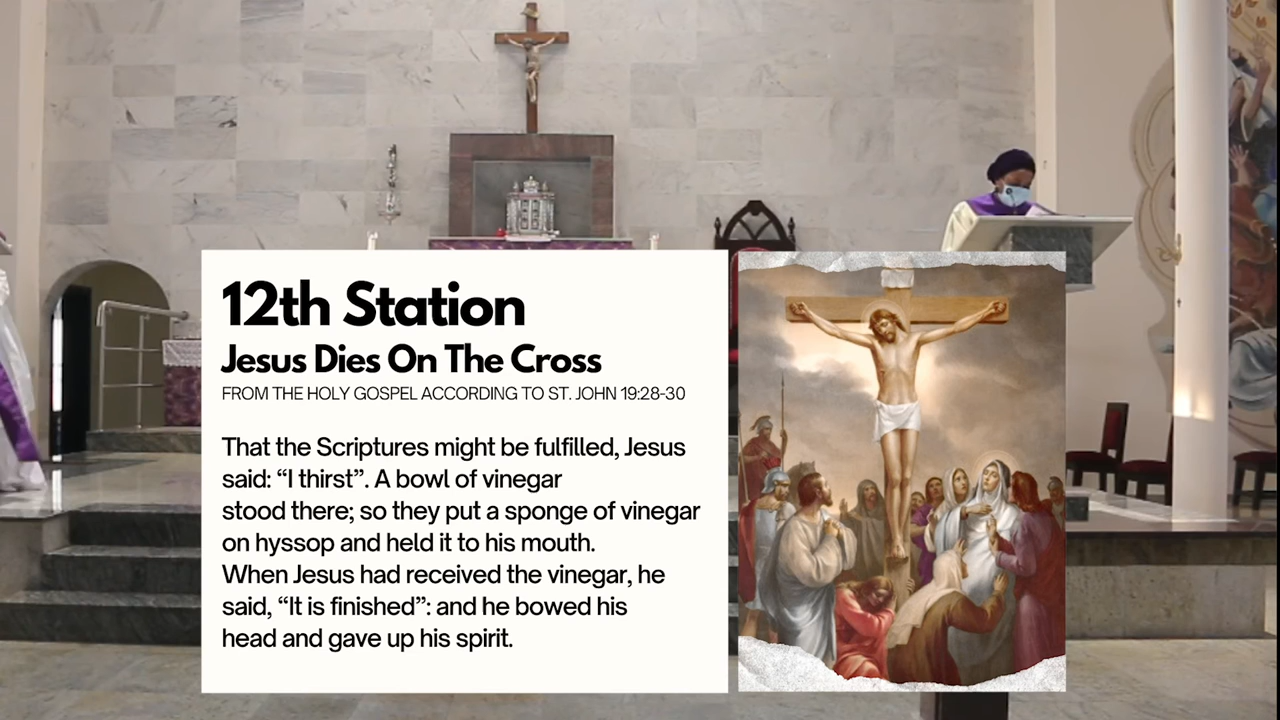 12th Station
Jesus Dies On The Cross
FROM THE HOLY GOSPEL ACCORDING TO ST. JOHN 19:28-30
That the Scriptures might be fulfilled, Jesus
said: “I thirst”. A bowl of vinegar
stood there; so they put a sponge of vinegar
on hyssop and held it to his mouth.
When Jesus had received the vinegar, he
said, “It is finished”: and he bowed his
head and gave up his spirit.